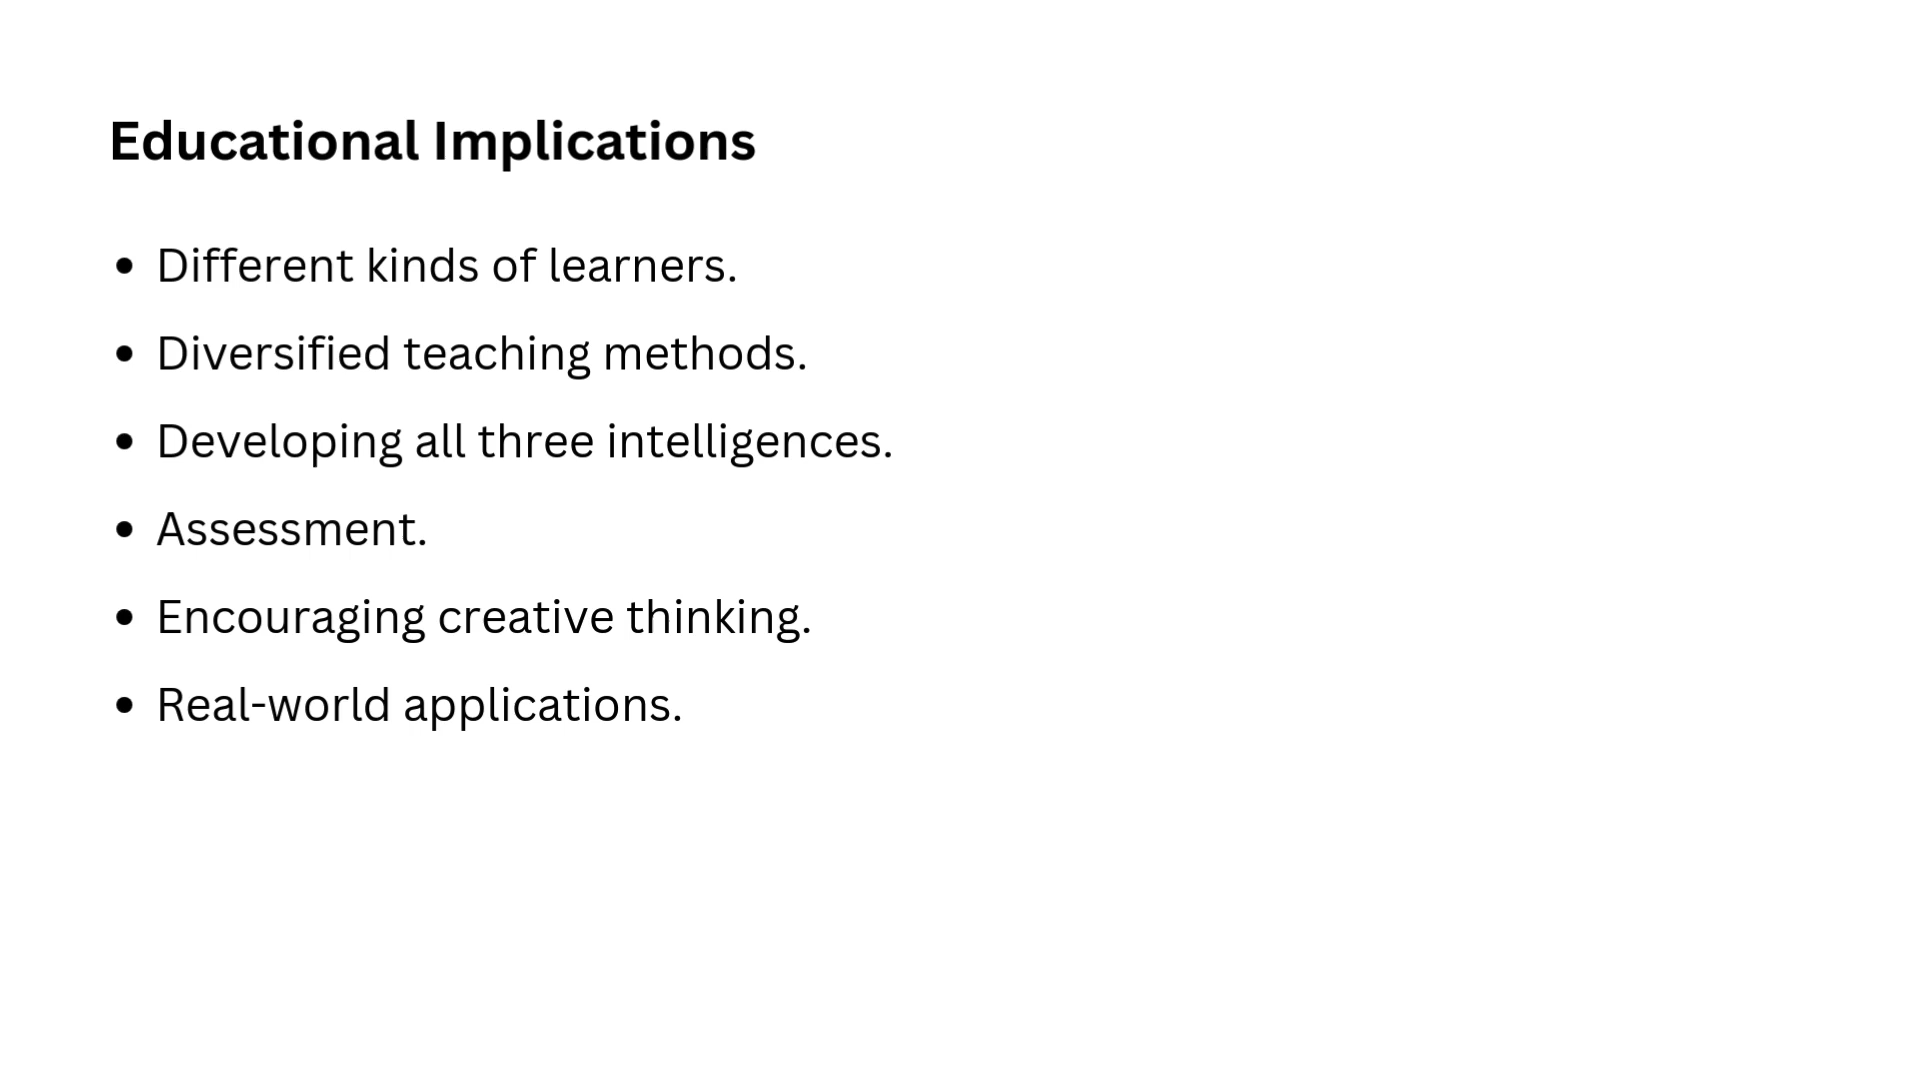 Educational Implications
• Different kinds of learners.
• Diversified teaching methods.
• Developing all three intelligences.
• Assessment.
• Encouraging creative thinking.
• Real-world applications.